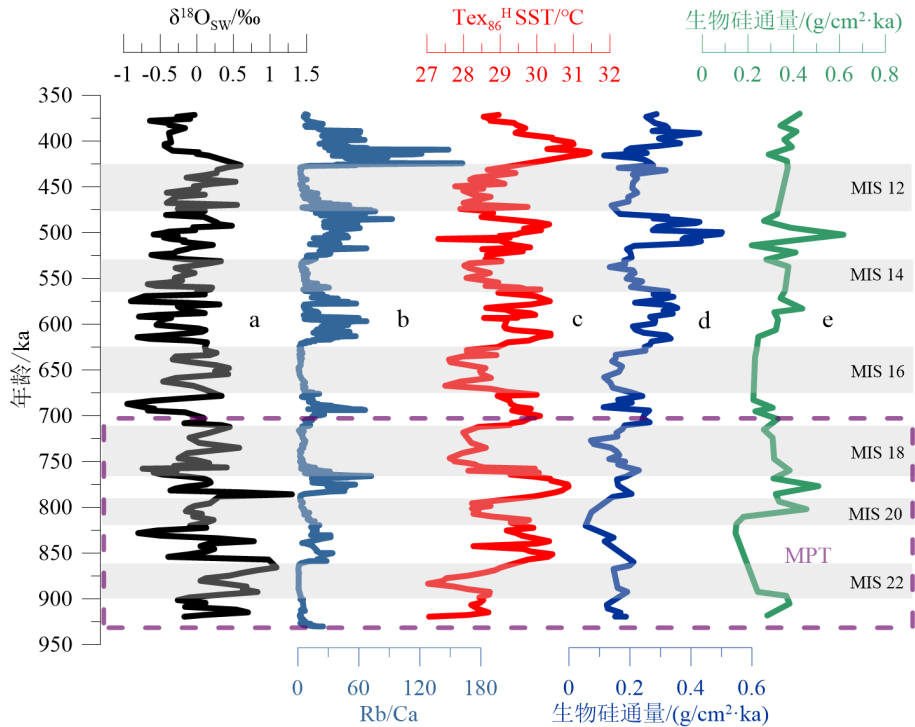 δ¹⁸O_SW/‰
Tex₈₆ᴴ SST/°C
生物硅通量/(g/cm²·ka)
-1 -0.5 0 0.5 1 1.5
27 28 29 30 31 32
0 0.2 0.4 0.6 0.8
年龄/ka
350
400
450
500
550
600
650
700
750
800
850
900
950
MIS 12
MIS 14
a b c d e
MIS 16
MIS 18
MIS 20
MPT
MIS 22
0 60 120 180
Rb/Ca
0 0.2 0.4 0.6
生物硅通量/(g/cm²·ka)